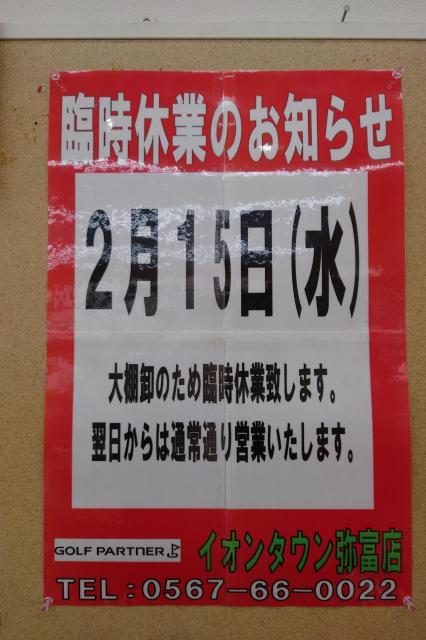 臨時休業のお知らせ
2月15日(水)
大棚卸のため臨時休業致します。
翌日からは通常通り営業いたします。
GOLF PARTNER
イオンタウン弥富店
TEL:0567-66-0022